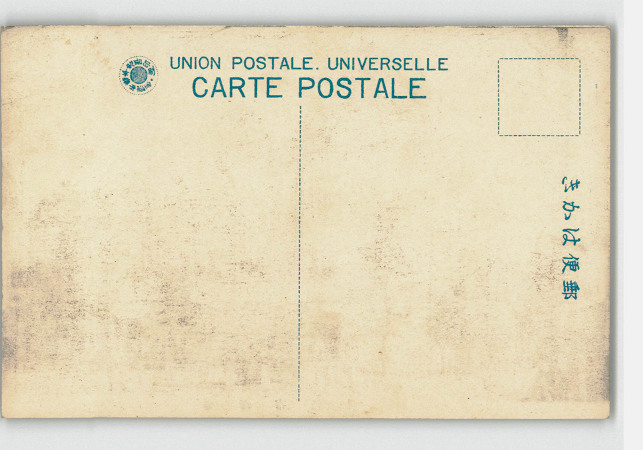 UNION POSTALE. UNIVERSELLE
CARTE POSTALE
きかは便郵